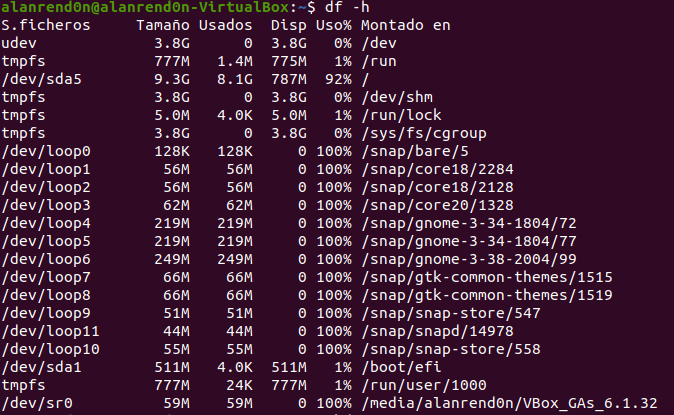 alanrend0n@alanrend0n-VirtualBox:~$ df -h
S.ficheros Tamaño Usados Disp Uso% Montado en
udev 3.8G 0 3.8G 0% /dev
tmpfs 777M 1.4M 775M 1% /run
/dev/sda5 9.3G 8.1G 787M 92% /
tmpfs 3.8G 0 3.8G 0% /dev/shm
tmpfs 5.0M 4.0K 5.0M 1% /run/lock
tmpfs 3.8G 0 3.8G 0% /sys/fs/cgroup
/dev/loop0 128K 128K 0 100% /snap/bare/5
/dev/loop1 56M 56M 0 100% /snap/core18/2284
/dev/loop2 56M 56M 0 100% /snap/core18/2128
/dev/loop3 62M 62M 0 100% /snap/core20/1328
/dev/loop4 219M 219M 0 100% /snap/gnome-3-34-1804/72
/dev/loop5 219M 219M 0 100% /snap/gnome-3-34-1804/77
/dev/loop6 249M 249M 0 100% /snap/gnome-3-38-2004/99
/dev/loop7 66M 66M 0 100% /snap/gtk-common-themes/1515
/dev/loop8 66M 66M 0 100% /snap/gtk-common-themes/1519
/dev/loop9 51M 51M 0 100% /snap/snap-store/547
/dev/loop11 44M 44M 0 100% /snap/snapd/14978
/dev/loop10 55M 55M 0 100% /snap/snap-store/558
/dev/sda1 511M 4.0K 511M 1% /boot/efi
tmpfs 777M 24K 777M 1% /run/user/1000
/dev/sr0 59M 59M 0 100% /media/alanrend0n/VBox_GAs_6.1.32